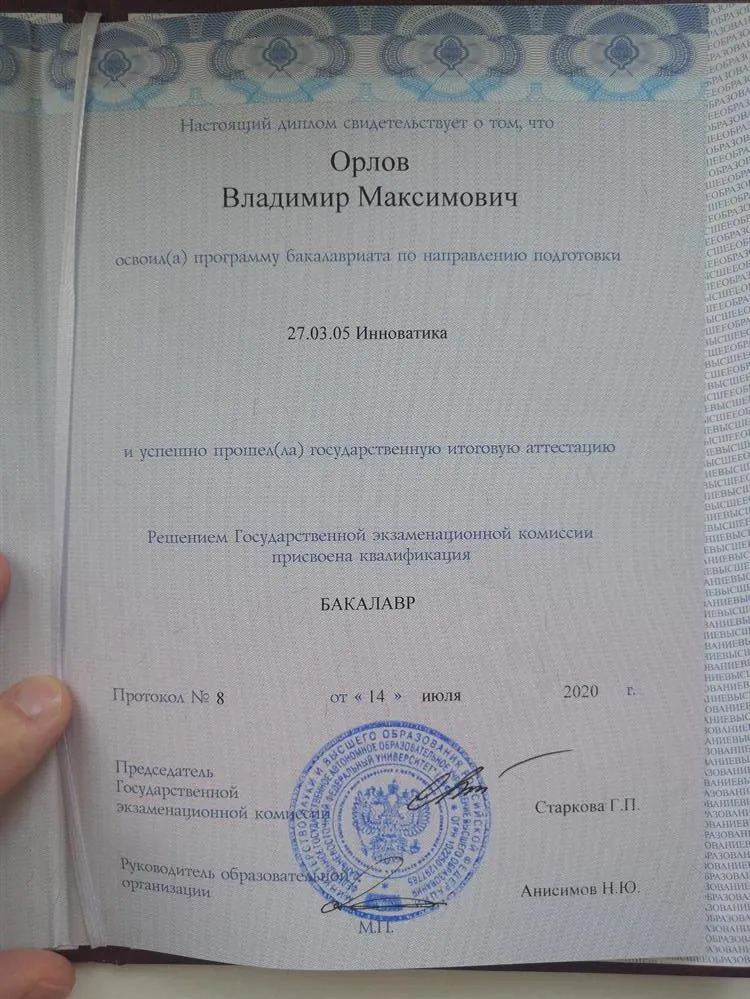 Настоящий диплом свидетельствует о том, что
Орлов
Владимир Максимович
освоил(а) программу бакалавриата по направлению подготовки
27.03.05 Инноватика
и успешно прошел(ла) государственную итоговую аттестацию
Решением Государственной экзаменационной комиссии
присвоена квалификация
БАКАЛАВР
Протокол № 8 от « 14 » июля 2020 г.
Председатель
Государственной
экзаменационной комиссии
Старкова Г.П.
Руководитель образовательной
организации
Анисимов Н.Ю.
М.П.